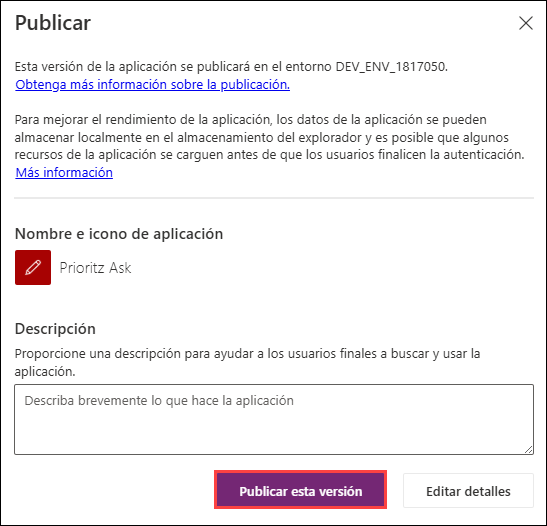 Publicar
Esta versión de la aplicación se publicará en el entorno DEV_ENV_1817050.
Obtenga más información sobre la publicación.
Para mejorar el rendimiento de la aplicación, los datos de la aplicación se pueden
almacenar localmente en el almacenamiento del explorador y es posible que algunos
recursos de la aplicación se carguen antes de que los usuarios finalicen la autenticación.
Más información
Nombre e icono de aplicación
Prioritz Ask
Descripción
Proporcione una descripción para ayudar a los usuarios finales a buscar y usar la
aplicación.
Describa brevemente lo que hace la aplicación
Publicar esta versión
Editar detalles